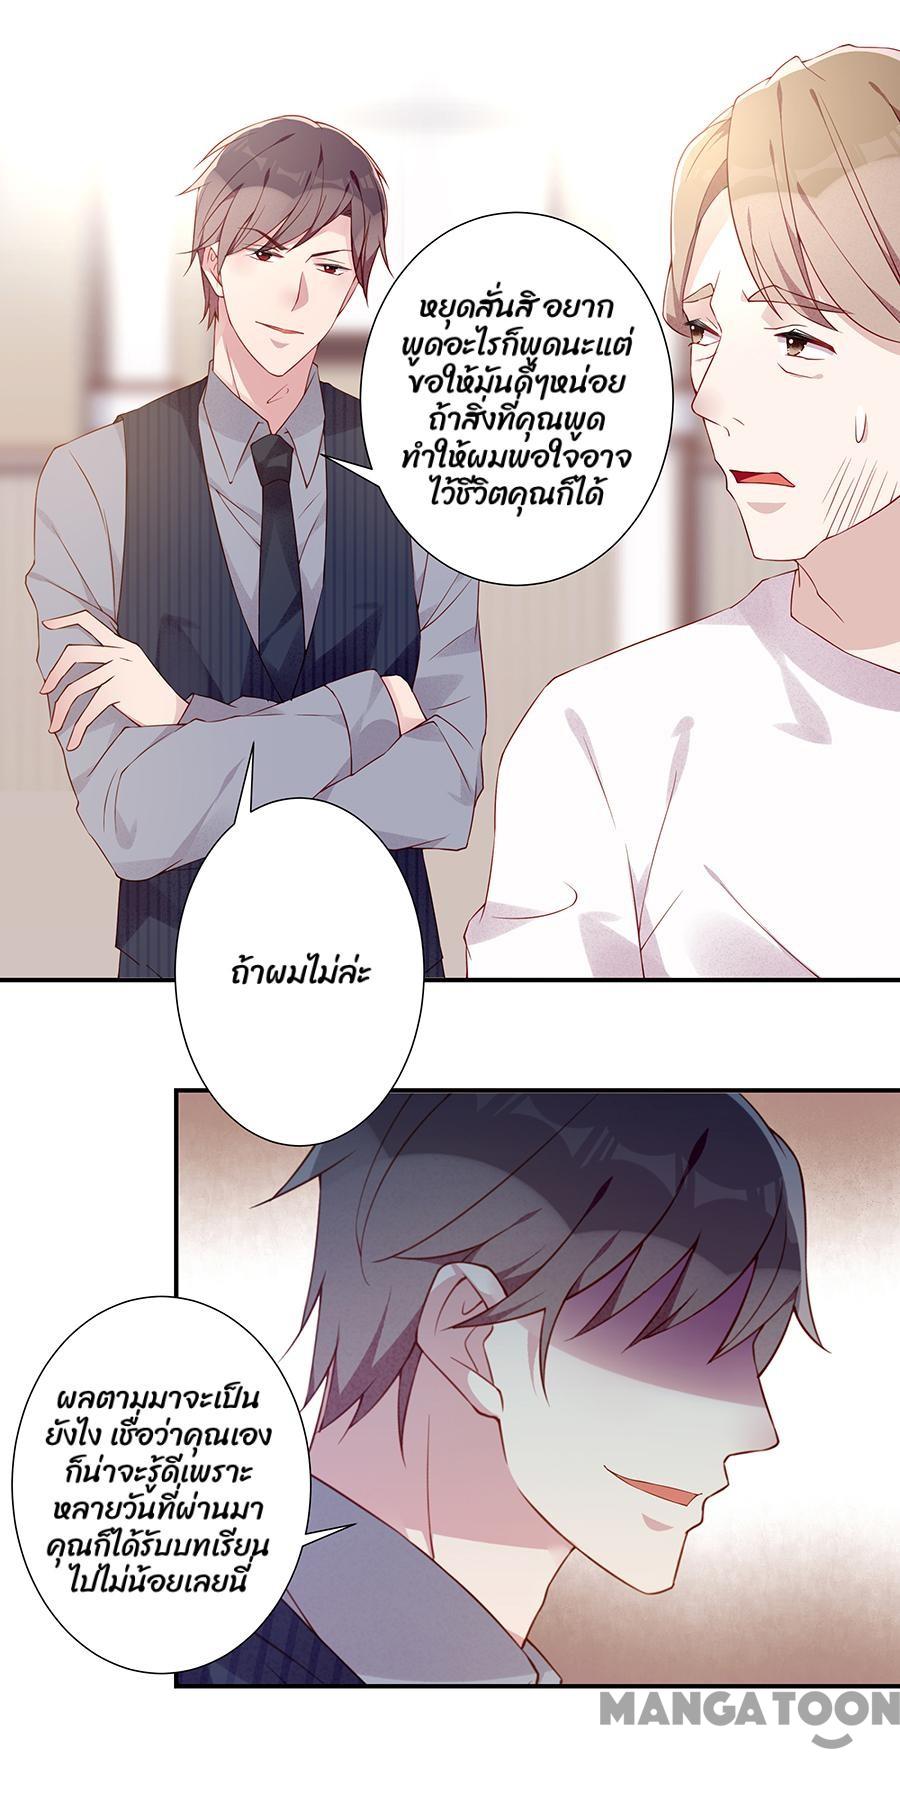 หยุดสั่นสิ อยาก
พูดอะไรก็พูดนะแต่
ขอให้มันดีๆหน่อย
ถ้าสิ่งที่คุณพูด
ทำให้ผมพอใจอาจ
ไว้ชีวิตคุณก็ได้
ถ้าผมไม่ล่ะ
ผลตามมาจะเป็น
ยังไง เชื่อว่าคุณเอง
ก็น่าจะรู้ดีเพราะ
หลายวันที่ผ่านมา
คุณก็ได้รับบทเรียน
ไปไม่น้อยเลยนี่
MANGATOON